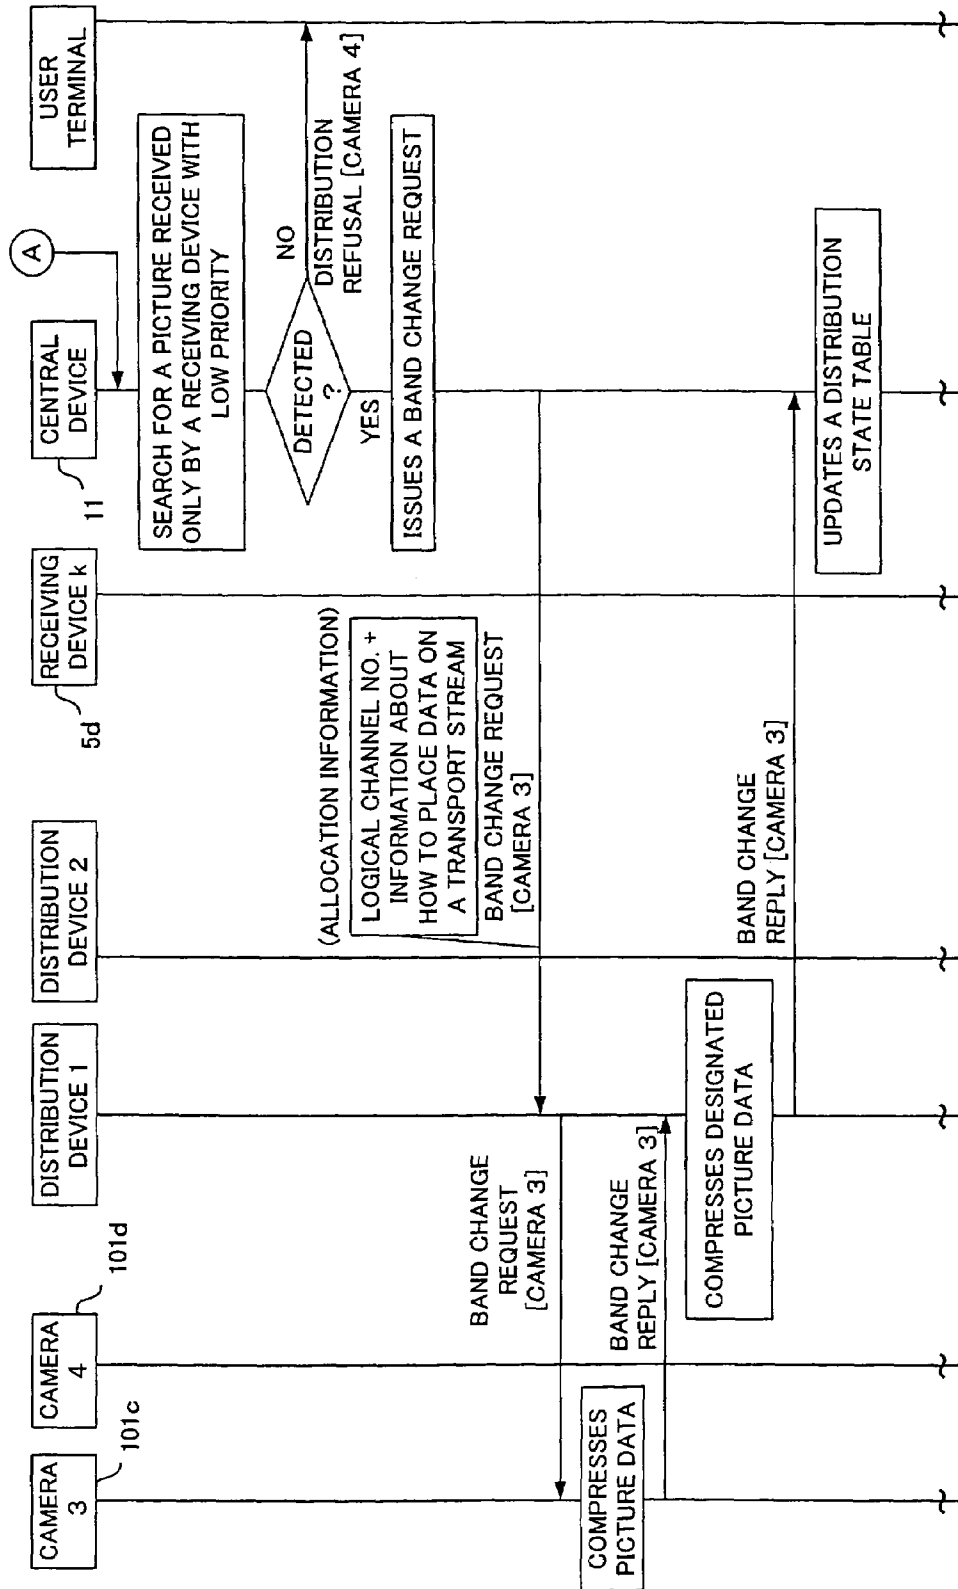 CAMERA
3
101c
CAMERA
4
101d
DISTRIBUTION
DEVICE 1
DISTRIBUTION
DEVICE 2
RECEIVING
DEVICE k
5d
CENTRAL
DEVICE
11
A
USER
TERMINAL
SEARCH FOR A PICTURE RECEIVED
ONLY BY A RECEIVING DEVICE WITH
LOW PRIORITY
DETECTED
?
NO
DISTRIBUTION
REFUSAL [CAMERA 4]
YES
ISSUES A BAND CHANGE REQUEST
(ALLOCATION INFORMATION)
LOGICAL CHANNEL NO. +
INFORMATION ABOUT
HOW TO PLACE DATA ON
A TRANSPORT STREAM
BAND CHANGE REQUEST
[CAMERA 3]
BAND CHANGE
REQUEST
[CAMERA 3]
COMPRESSES
PICTURE DATA
BAND CHANGE
REPLY [CAMERA 3]
COMPRESSES DESIGNATED
PICTURE DATA
BAND CHANGE
REPLY [CAMERA 3]
UPDATES A DISTRIBUTION
STATE TABLE